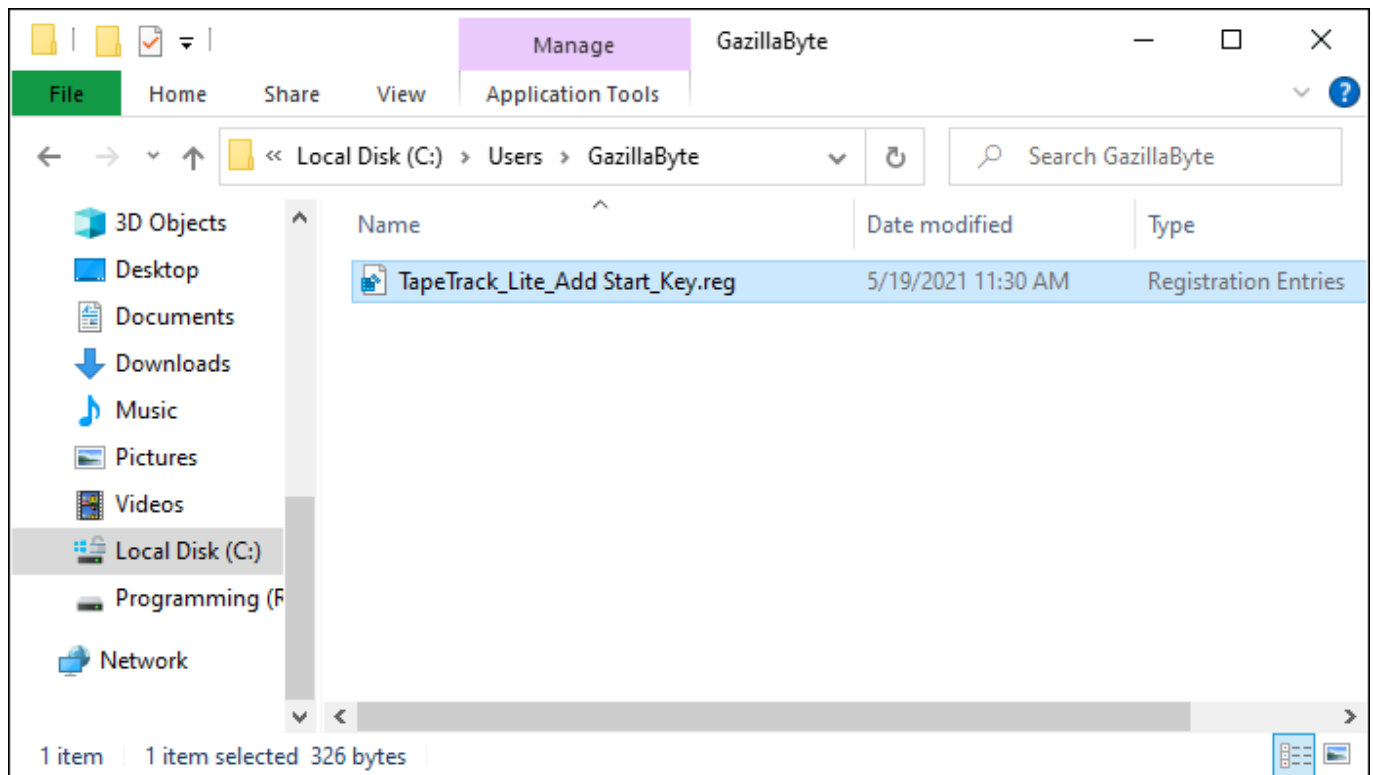 Manage GazillaByte
File Home Share View Application Tools
« Local Disk (C:) > Users > GazillaByte Search GazillaByte
Name Date modified Type
TapeTrack_Lite_Add Start_Key.reg 5/19/2021 11:30 AM Registration Entries
3D Objects
Desktop
Documents
Downloads
Music
Pictures
Videos
Local Disk (C:)
Programming (R
Network
1 item 1 item selected 326 bytes